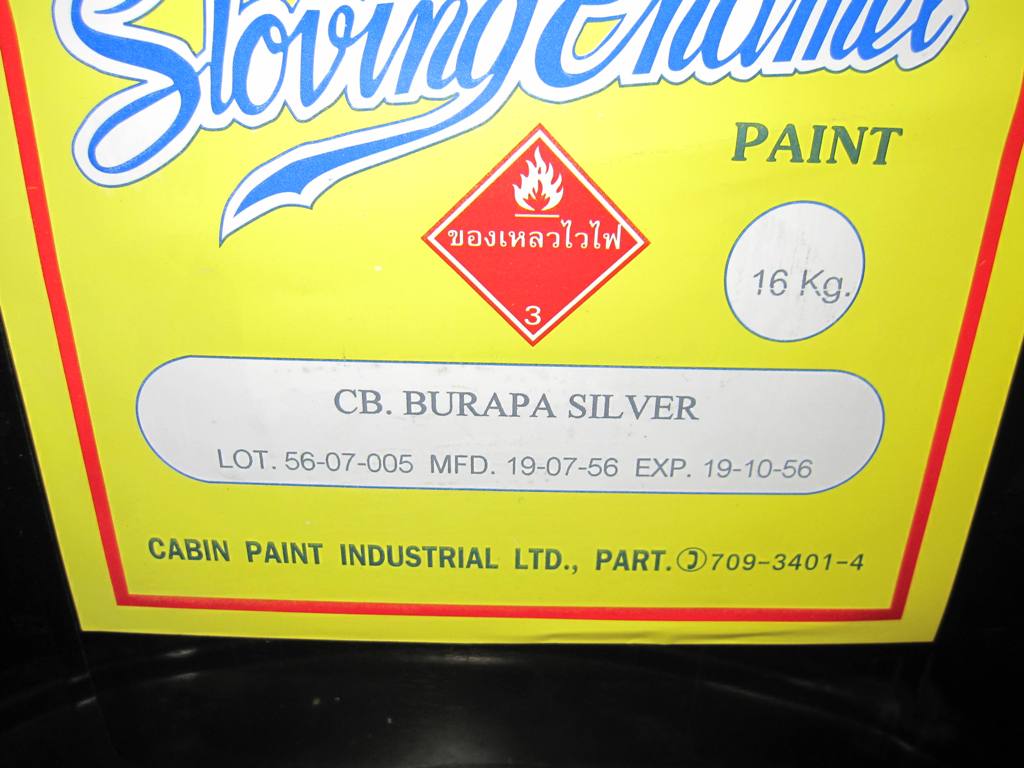 Stoving Enamel
PAINT
ของเหลวไวไฟ
3
16 Kg.
CB. BURAPA SILVER
LOT. 56-07-005 MFD. 19-07-56 EXP. 19-10-56
CABIN PAINT INDUSTRIAL LTD., PART. 709-3401-4